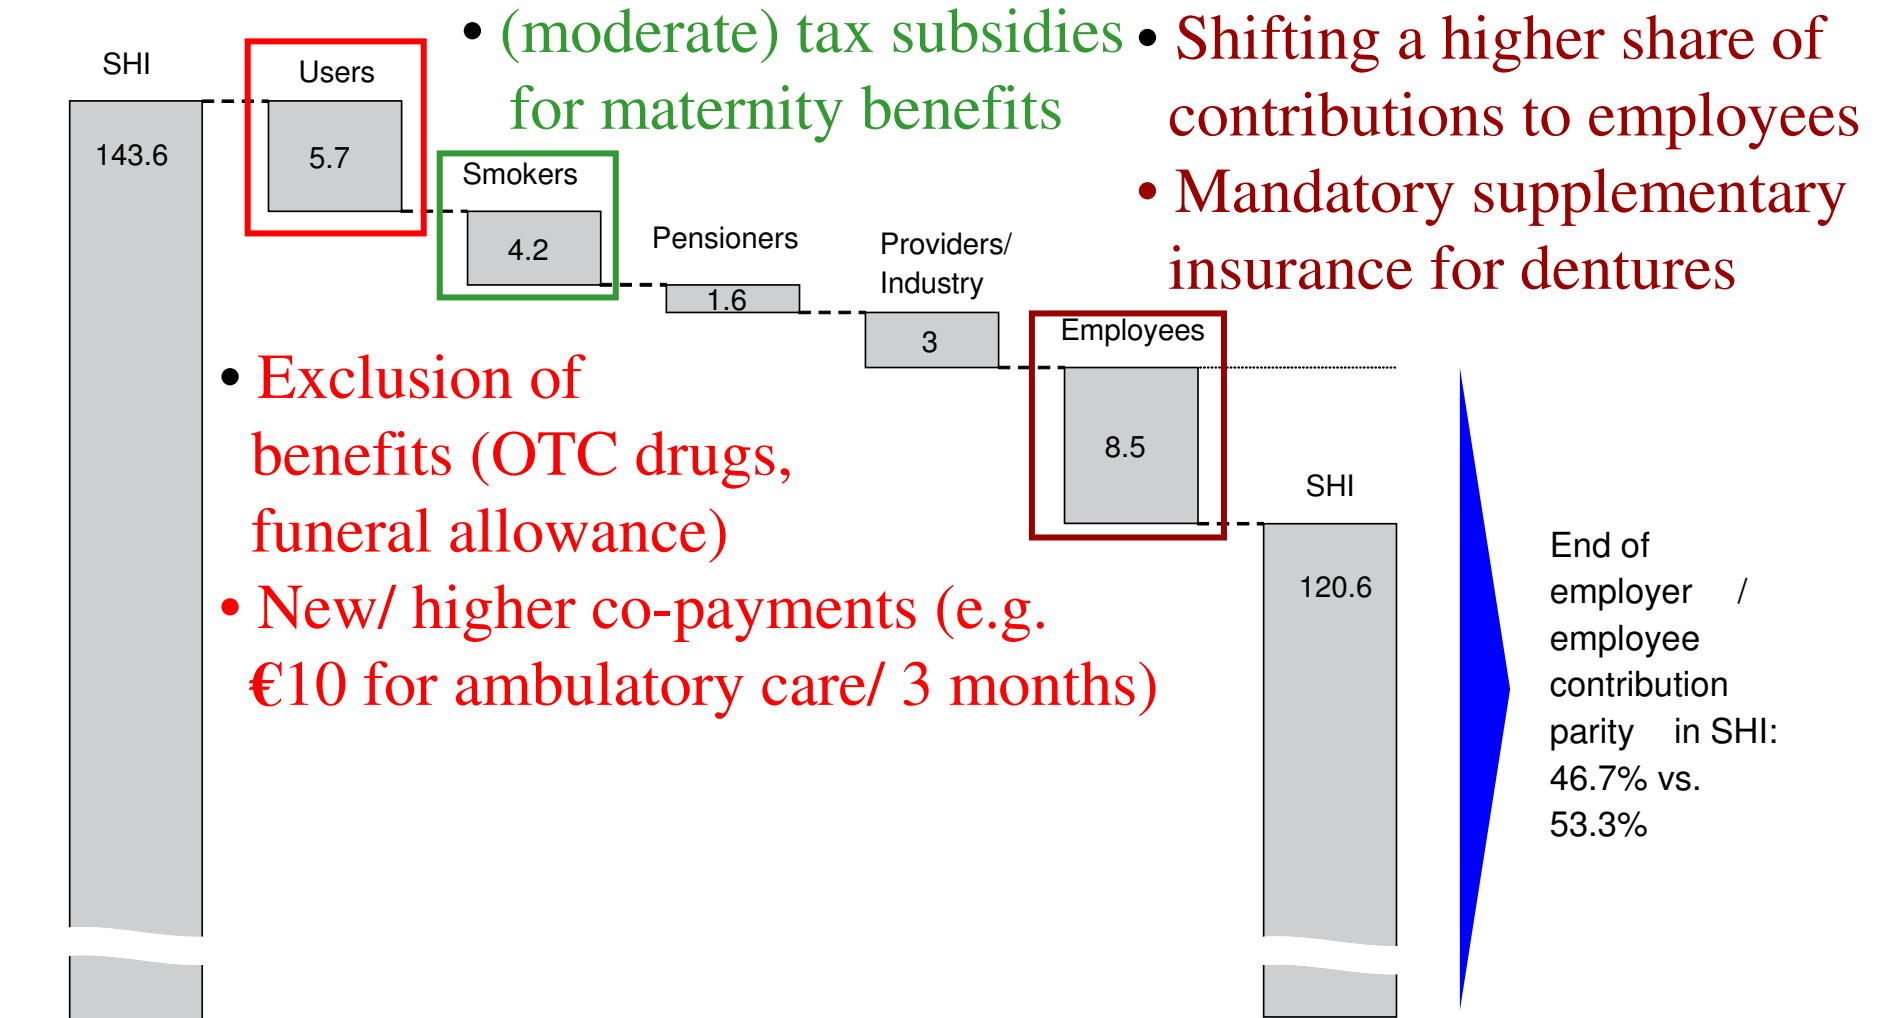 • (moderate) tax subsidies
for maternity benefits
• Shifting a higher share of
contributions to employees
• Mandatory supplementary
insurance for dentures
SHI
143.6
Users
5.7
Smokers
4.2
Pensioners
1.6
Providers/
Industry
3
Employees
8.5
SHI
120.6
• Exclusion of
benefits (OTC drugs,
funeral allowance)
• New/ higher co-payments (e.g.
€10 for ambulatory care/ 3 months)
End of
employer /
employee
contribution
parity in SHI:
46.7% vs.
53.3%